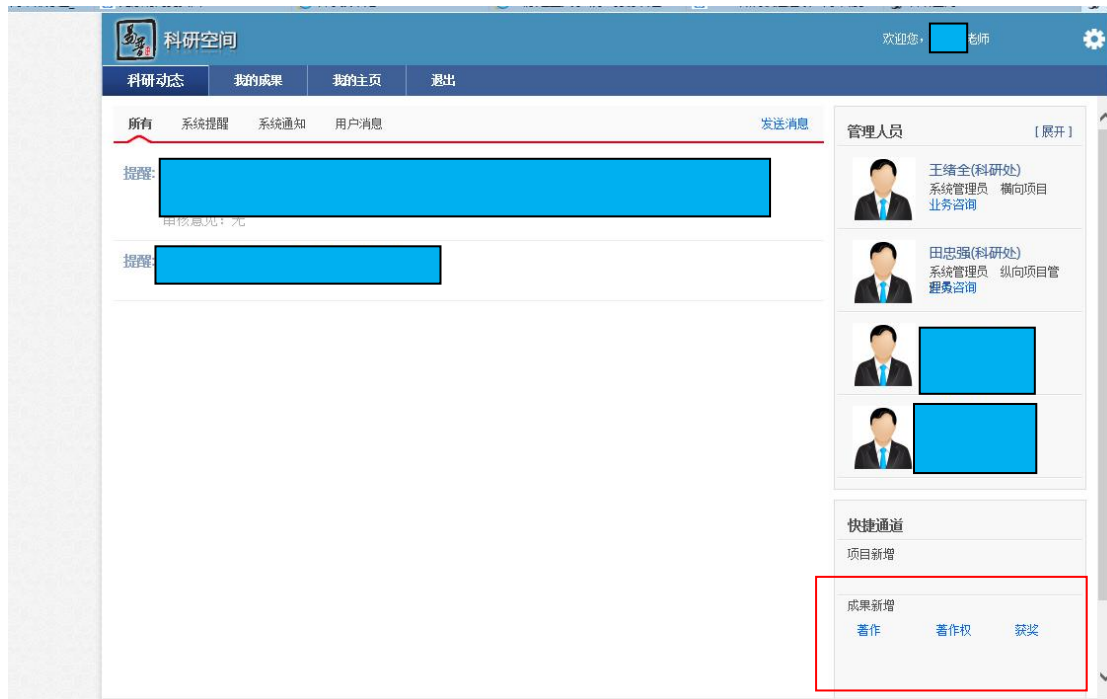 科研空间
欢迎您， 老师
科研动态 我的成果 我的主页 退出
所有 系统提醒 系统通知 用户消息 发送消息
提醒:
审核意见：无
提醒:
管理人员 [展开]
王绪全(科研处)
系统管理员 横向项目
业务咨询
田忠强(科研处)
系统管理员 纵向项目管
咨询
快捷通道
项目新增
成果新增
著作 著作权 获奖